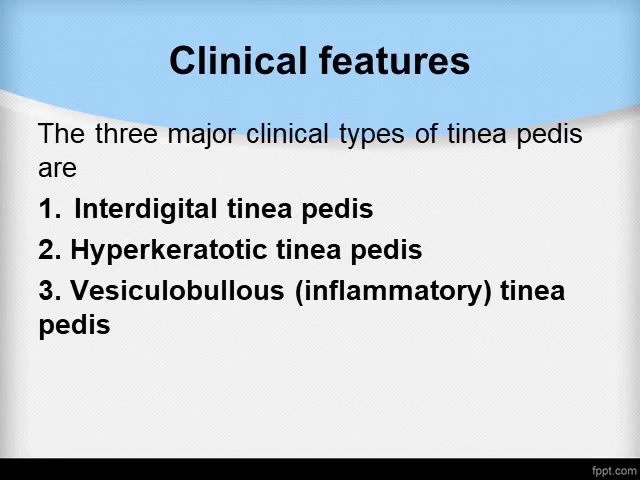 Clinical features
The three major clinical types of tinea pedis
are
1. Interdigital tinea pedis
2. Hyperkeratotic tinea pedis
3. Vesiculobullous (inflammatory) tinea
pedis
fppt.com